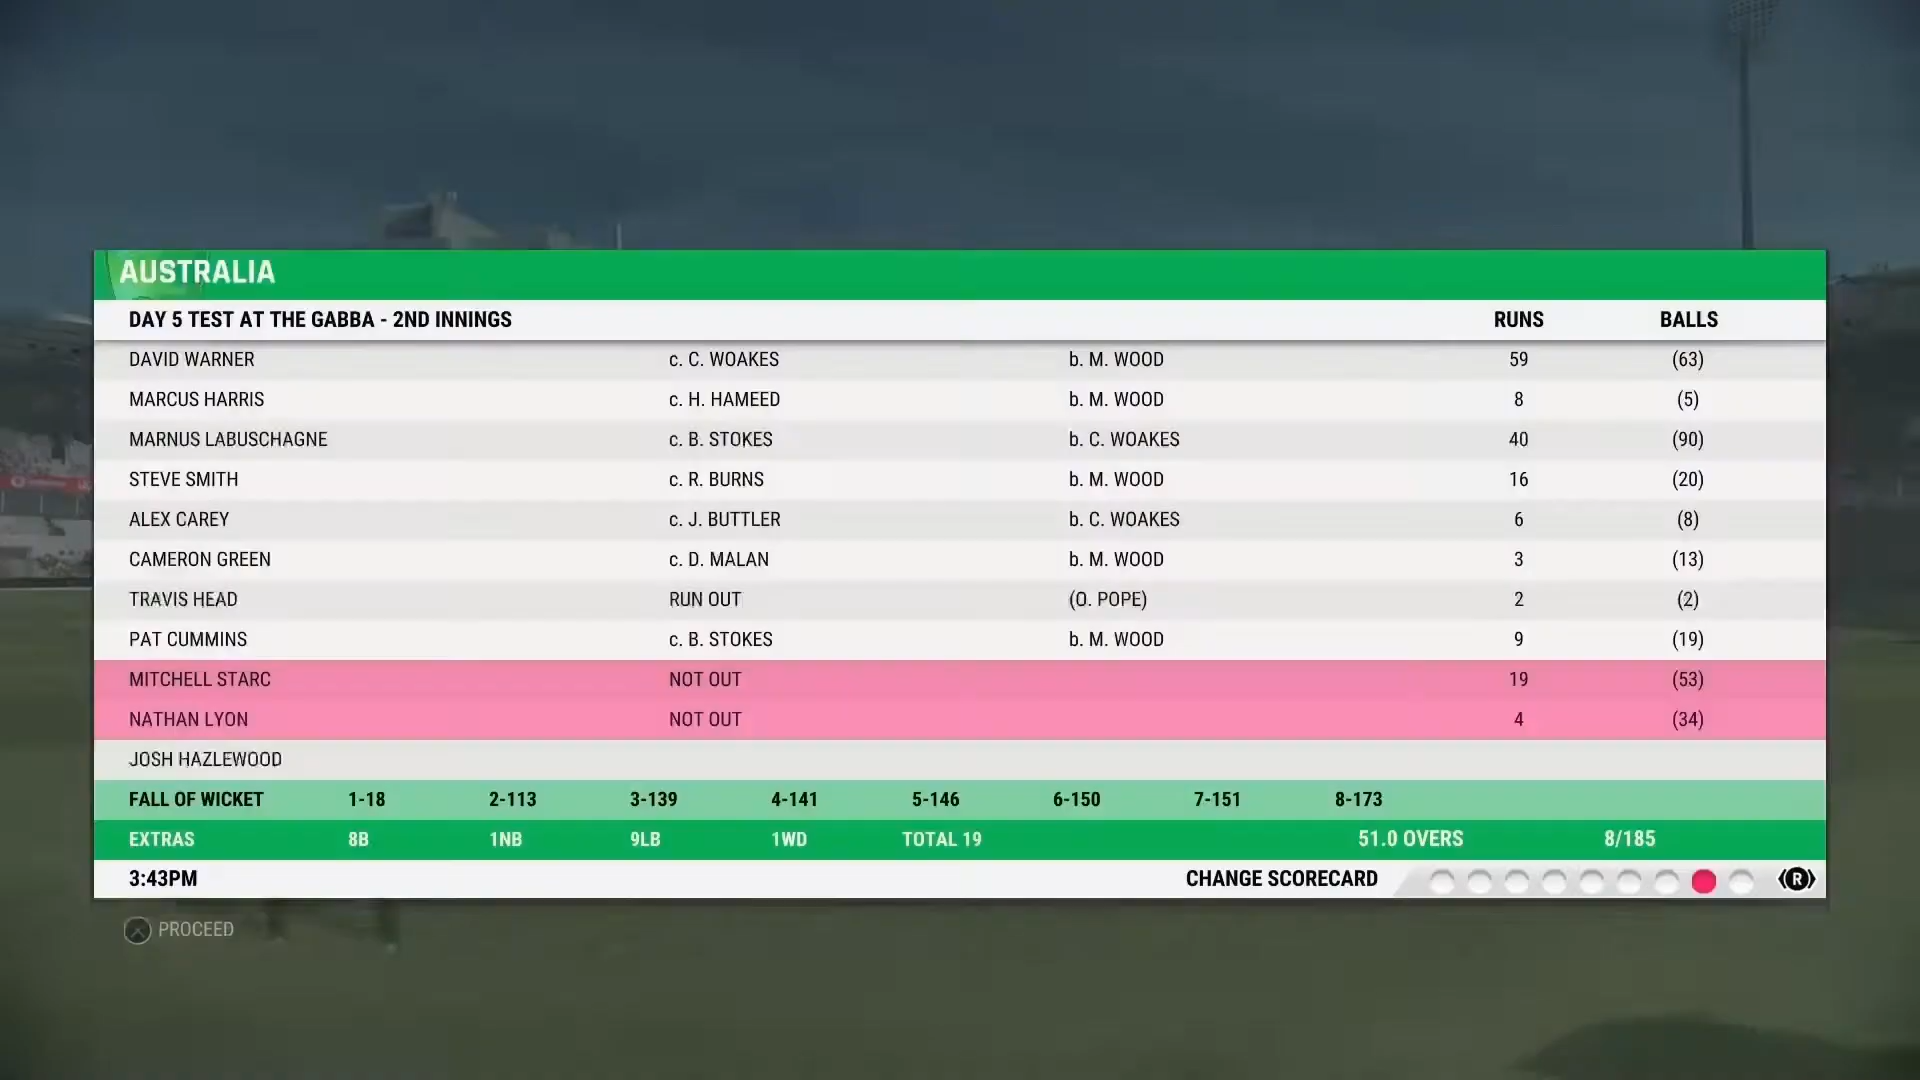 AUSTRALIA
DAY 5 TEST AT THE GABBA - 2ND INNINGS RUNS BALLS
DAVID WARNER c. C. WOAKES b. M. WOOD 59 (63)
MARCUS HARRIS c. H. HAMEED b. M. WOOD 8 (5)
MARNUS LABUSCHAGNE c. B. STOKES b. C. WOAKES 40 (90)
STEVE SMITH c. R. BURNS b. M. WOOD 16 (20)
ALEX CAREY c. J. BUTTLER b. C. WOAKES 6 (8)
CAMERON GREEN c. D. MALAN b. M. WOOD 3 (13)
TRAVIS HEAD RUN OUT (O. POPE) 2 (2)
PAT CUMMINS c. B. STOKES b. M. WOOD 9 (19)
MITCHELL STARC NOT OUT 19 (53)
NATHAN LYON NOT OUT 4 (34)
JOSH HAZLEWOOD
FALL OF WICKET 1-18 2-113 3-139 4-141 5-146 6-150 7-151 8-173
EXTRAS 8B 1NB 9LB 1WD TOTAL 19 51.0 OVERS 8/185
3:43PM CHANGE SCORECARD R
PROCEED